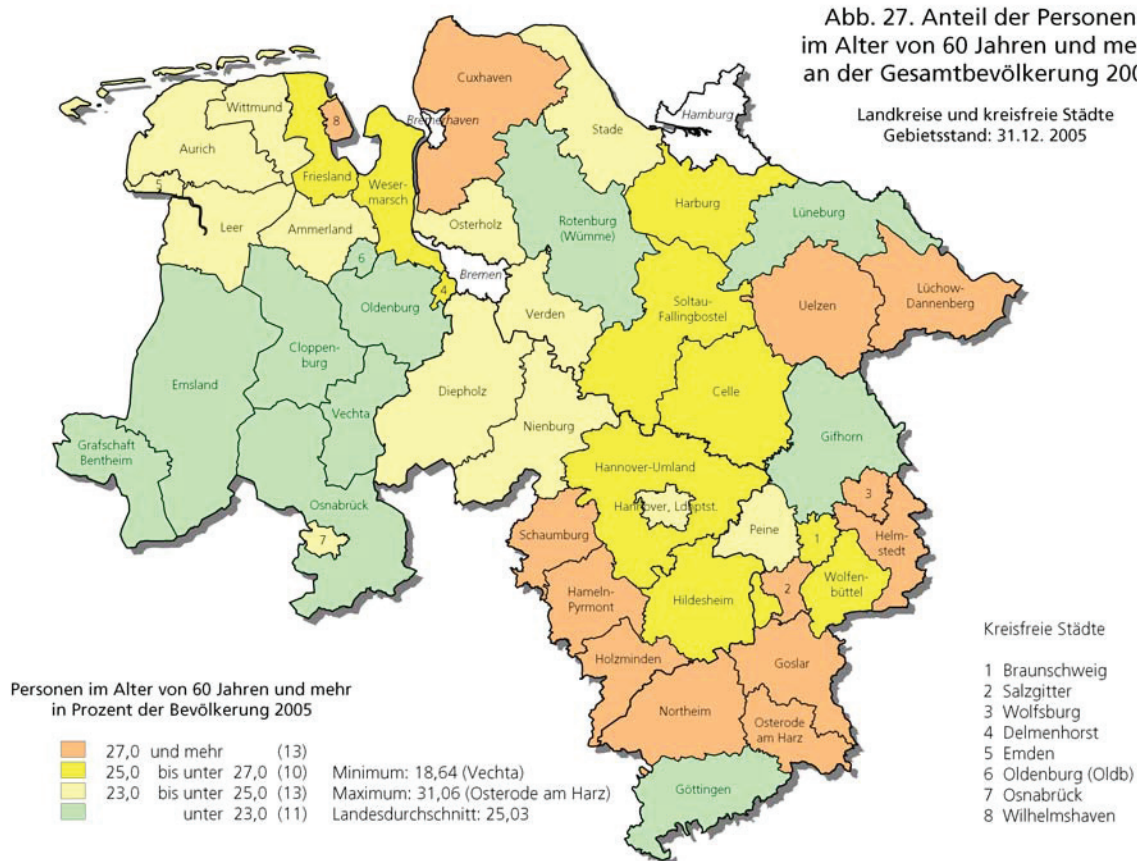 Abb. 27. Anteil der Personen
im Alter von 60 Jahren und me
an der Gesamtbevölkerung 200
Landkreise und kreisfreie Städte
Gebietsstand: 31.12. 2005
Cuxhaven
Wittmund
8
Bremerhaven
Hamburg
Stade
Aurich
Friesland
Weser-
marsch
5
Harburg
Lüneburg
Leer
Ammerland
Osterholz
Rotenburg
(Wümme)
6
Bremen
4
Oldenburg
Verden
Soltau-
Fallingbostel
Uelzen
Lüchow-
Dannenberg
Cloppen-
burg
Emsland
Diepholz
Celle
Vechta
Nienburg
Gifhorn
Grafschaft
Bentheim
Hannover-Umland
Osnabrück
Hannover, Ldhptst.
3
Schaumburg
Peine
1
Helm-
stedt
7
Hameln-
Pyrmont
Hildesheim
2
Wolfen-
büttel
Holzminden
Goslar
Northeim
Osterode
am Harz
Göttingen
Kreisfreie Städte
1 Braunschweig
2 Salzgitter
3 Wolfsburg
4 Delmenhorst
5 Emden
6 Oldenburg (Oldb)
7 Osnabrück
8 Wilhelmshaven
Personen im Alter von 60 Jahren und mehr
in Prozent der Bevölkerung 2005
27,0 und mehr (13)
25,0 bis unter 27,0 (10) Minimum: 18,64 (Vechta)
23,0 bis unter 25,0 (13) Maximum: 31,06 (Osterode am Harz)
unter 23,0 (11) Landesdurchschnitt: 25,03